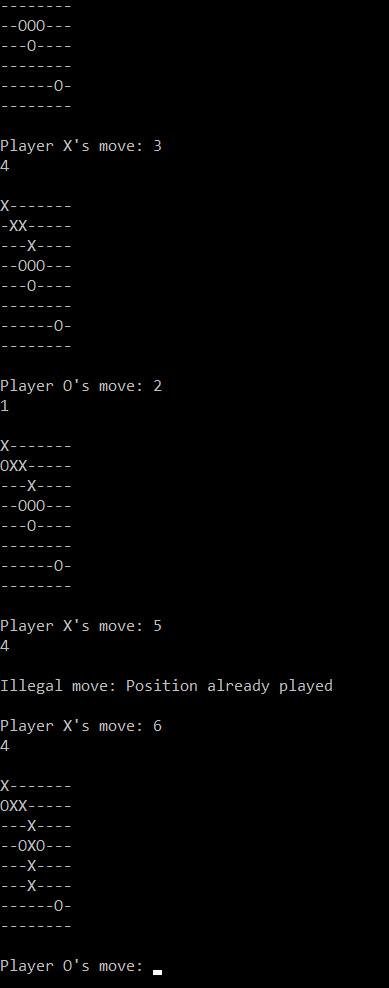 --------
--OOO---
---O----
--------
------O-
--------
Player X's move: 3
4
X-------
-XX-----
---X----
--OOO---
---O----
--------
------O-
--------
Player O's move: 2
1
X-------
OXX-----
---X----
--OOO---
---O----
--------
------O-
--------
Player X's move: 5
4
Illegal move: Position already played
Player X's move: 6
4
X-------
OXX-----
---X----
--OXO---
---X----
---X----
------O-
--------
Player O's move: